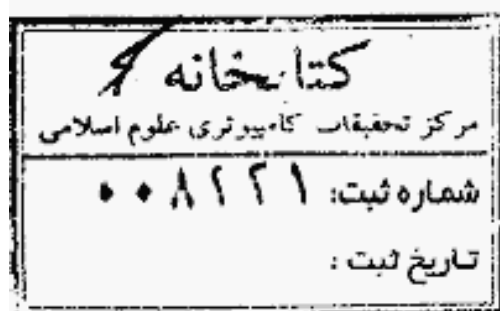 کتابخانه
مرکز تحقیقات کامپیوتری علوم اسلامی
شماره ثبت: ۰۰۸۲۲۱
تاریخ ثبت :